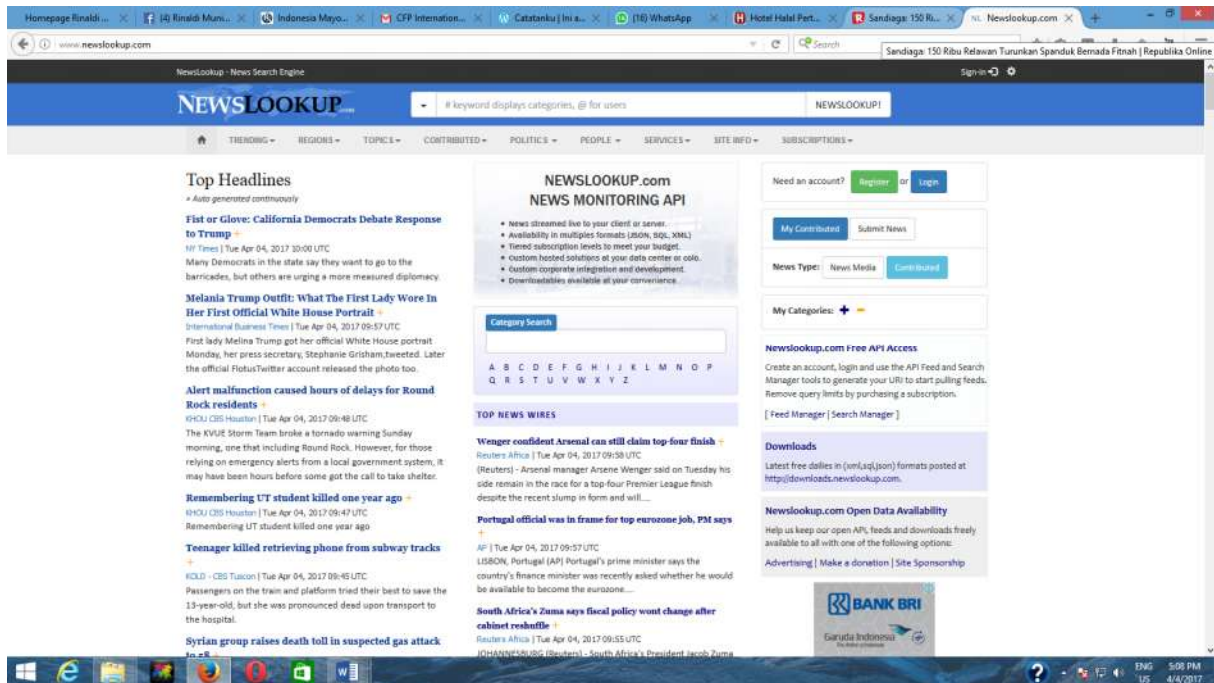 Homepage Rinaldi ...
(4) Rinaldi Muni...
Indonesia Mayo...
CFP Internation...
Catatanku | Ini a...
(16) WhatsApp
Hotel Halal Pert...
Sandiaga: 150 Ri...
NL Newslookup.com
www.newslookup.com
Search
Sandiaga: 150 Ribu Relawan Turunkan Spanduk Bernada Fitnah | Republika Online
NewsLookup - News Search Engine
Sign-in
NEWSLOOKUP
# keyword displays categories, @ for users
NEWSLOOKUP!
TRENDING
REGIONS
TOPICS
CONTRIBUTED
POLITICS
PEOPLE
SERVICES
SITE INFO
SUBSCRIPTIONS
Top Headlines
» Auto generated continuously
Fist or Glove: California Democrats Debate Response
to Trump +
NY Times | Tue Apr 04, 2017 10:00 UTC
Many Democrats in the state say they want to go to the
barricades, but others are urging a more measured diplomacy.
Melania Trump Outfit: What The First Lady Wore In
Her First Official White House Portrait +
International Business Times | Tue Apr 04, 2017 09:57 UTC
First lady Melina Trump got her official White House portrait
Monday, her press secretary, Stephanie Grisham,tweeted. Later
the official FlotusTwitter account released the photo too.
Alert malfunction caused hours of delays for Round
Rock residents +
KHOU CBS Houston | Tue Apr 04, 2017 09:48 UTC
The KVUE Storm Team broke a tornado warning Sunday
morning, one that including Round Rock. However, for those
relying on emergency alerts from a local government system, it
may have been hours before some got the call to take shelter.
Remembering UT student killed one year ago +
KHOU CBS Houston | Tue Apr 04, 2017 09:47 UTC
Remembering UT student killed one year ago
Teenager killed retrieving phone from subway tracks
+
KOLD - CBS Tuscon | Tue Apr 04, 2017 09:45 UTC
Passengers on the train and platform tried their best to save the
13-year-old, but she was pronounced dead upon transport to
the hospital.
Syrian group raises death toll in suspected gas attack
to 58 +
NEWSLOOKUP.com
NEWS MONITORING API
• News streamed live to your client or server.
• Availability in multiples formats (JSON, SQL, XML)
• Tiered subscription levels to meet your budget.
• Custom hosted solutions at your data center or colo.
• Custom corporate integration and development.
• Downloadables available at your convenience.
Category Search
A B C D E F G H I J K L M N O P
Q R S T U V W X Y Z
TOP NEWS WIRES
Wenger confident Arsenal can still claim top-four finish +
Reuters Africa | Tue Apr 04, 2017 09:58 UTC
(Reuters) - Arsenal manager Arsene Wenger said on Tuesday his
side remain in the race for a top-four Premier League finish
despite the recent slump in form and will....
Portugal official was in frame for top eurozone job, PM says
+
AP | Tue Apr 04, 2017 09:57 UTC
LISBON, Portugal (AP) Portugal's prime minister says the
country's finance minister was recently asked whether he would
be available to become the eurozone....
South Africa's Zuma says fiscal policy wont change after
cabinet reshuffle +
Reuters Africa | Tue Apr 04, 2017 09:55 UTC
JOHANNESBURG (Reuters) - South Africa's President Jacob Zuma
Need an account? Register or Login
My Contributed Submit News
News Type: News Media Contributed
My Categories: + −
Newslookup.com Free API Access
Create an account, login and use the API Feed and Search
Manager tools to generate your URI to start pulling feeds.
Remove query limits by purchasing a subscription.
[ Feed Manager | Search Manager ]
Downloads
Latest free dailies in (xml,sql,json) formats posted at
http://downloads.newslookup.com.
Newslookup.com Open Data Availability
Help us keep our open API, feeds and downloads freely
available to all with one of the following options:
Advertising | Make a donation | Site Sponsorship
BANK BRI
Garuda Indonesia
ENG
US
5:08 PM
4/4/2017